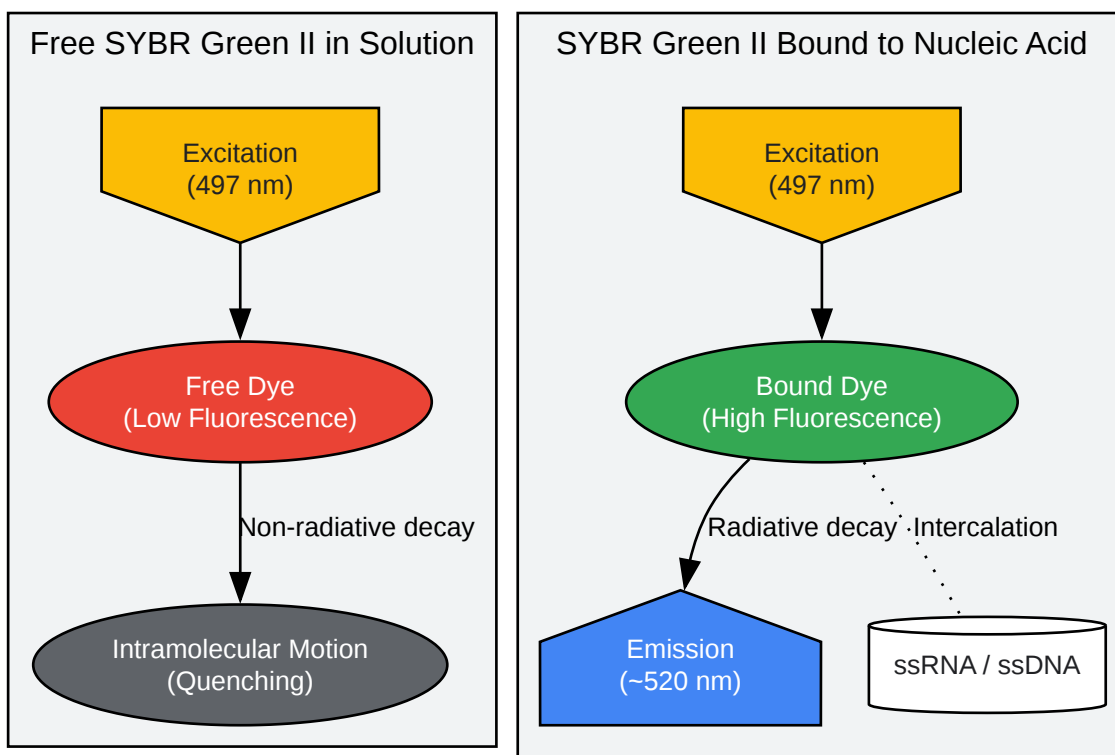 Free SYBR Green II in Solution
Excitation
(497 nm)
Free Dye
(Low Fluorescence)
Non-radiative decay
Intramolecular Motion
(Quenching)
SYBR Green II Bound to Nucleic Acid
Excitation
(497 nm)
Bound Dye
(High Fluorescence)
Radiative decay
Intercalation
Emission
(~520 nm)
ssRNA / ssDNA